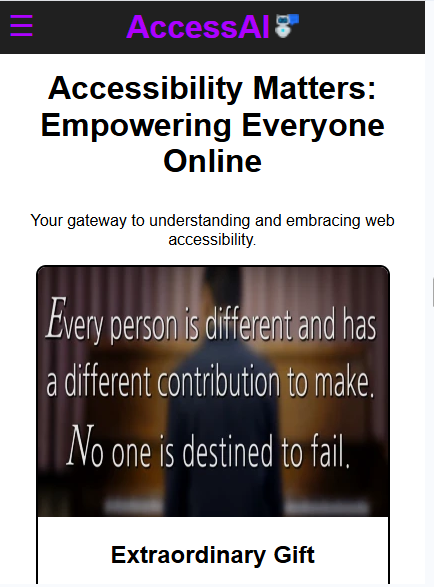 AccessAI
Accessibility Matters:
Empowering Everyone
Online
Your gateway to understanding and embracing web
accessibility.
Every person is different and has
a different contribution to make.
No one is destined to fail.
Extraordinary Gift